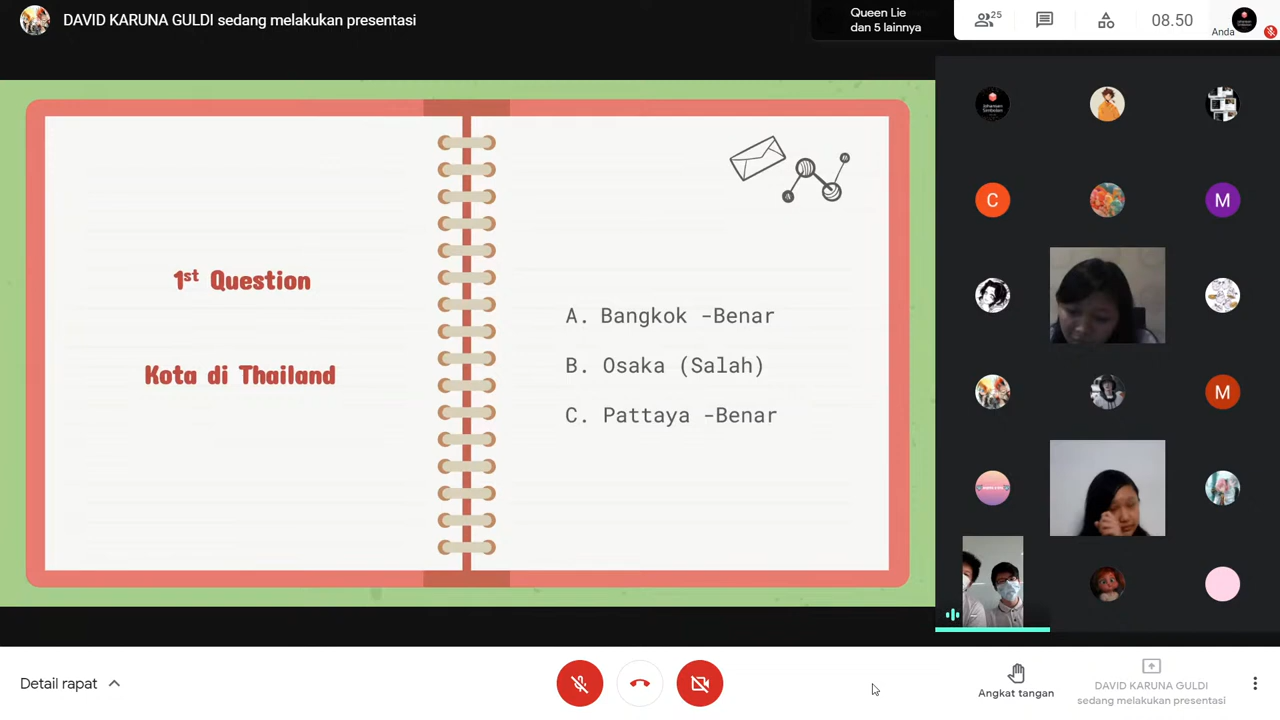 DAVID KARUNA GULDI sedang melakukan presentasi
Queen Lie
dan 5 lainnya
25
08.50
Anda
1st Question
Kota di Thailand
A. Bangkok -Benar
B. Osaka (Salah)
C. Pattaya -Benar
C
M
M
Detail rapat
Angkat tangan
DAVID KARUNA GULDI
sedang melakukan presentasi